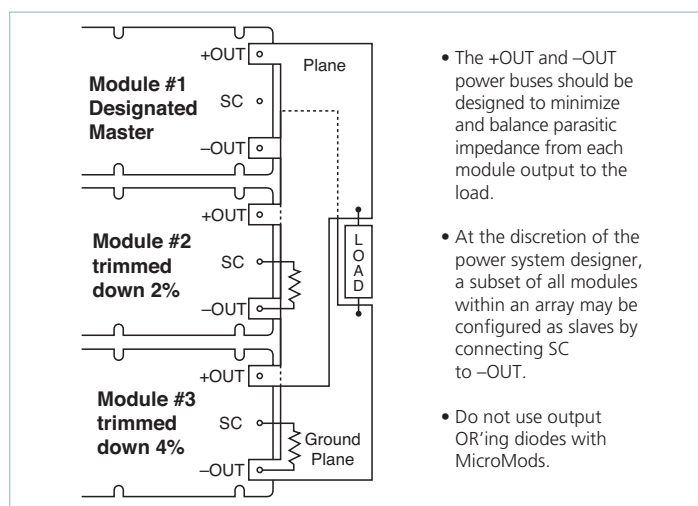 +OUT
Plane
Module #1
Designated
Master
SC
–OUT
+OUT
Module #2
trimmed
down 2%
SC
–OUT
LOAD
+OUT
Module #3
trimmed
down 4%
SC
Ground
Plane
–OUT
• The +OUT and –OUT
power buses should be
designed to minimize
and balance parasitic
impedance from each
module output to the
load.
• At the discretion of the
power system designer,
a subset of all modules
within an array may be
configured as slaves by
connecting SC
to –OUT.
• Do not use output
OR'ing diodes with
MicroMods.